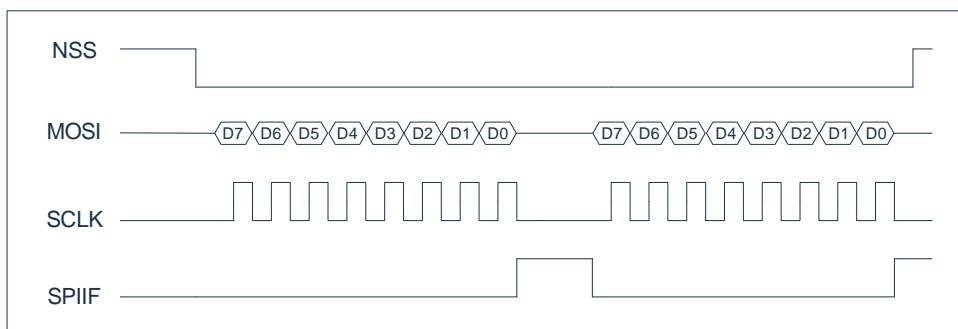 NSS
MOSI D7 D6 D5 D4 D3 D2 D1 D0 D7 D6 D5 D4 D3 D2 D1 D0
SCLK
SPIIF